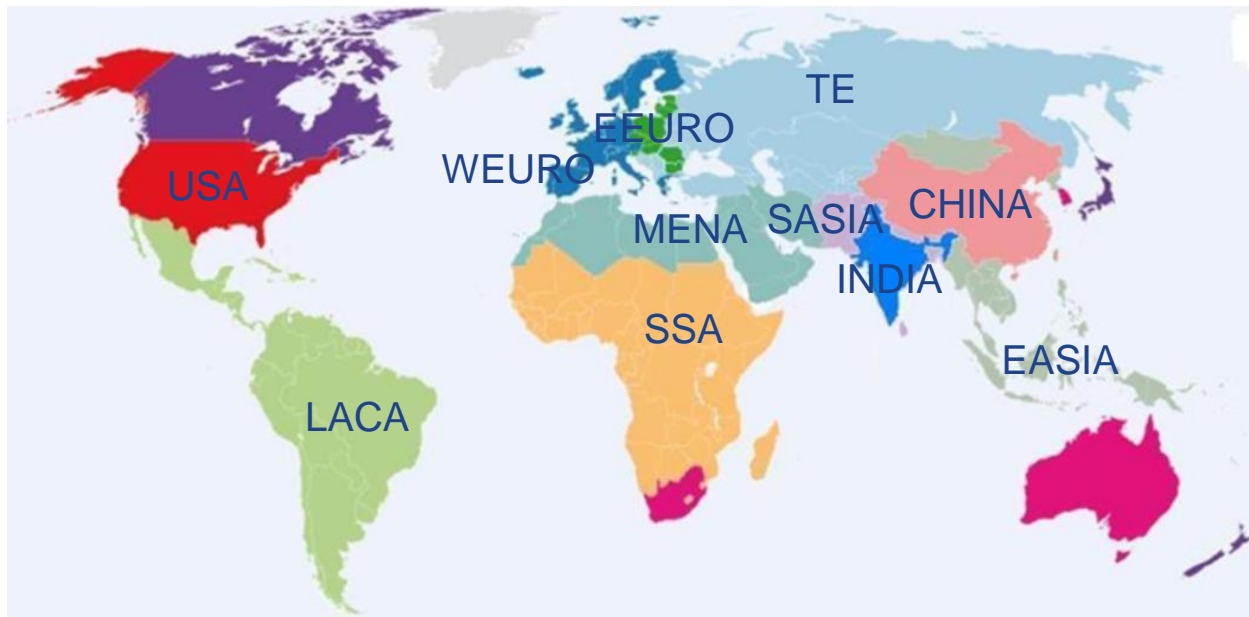 TE
EEURO
WEURO
USA
MENA
SASIA
CHINA
INDIA
SSA
EASIA
LACA